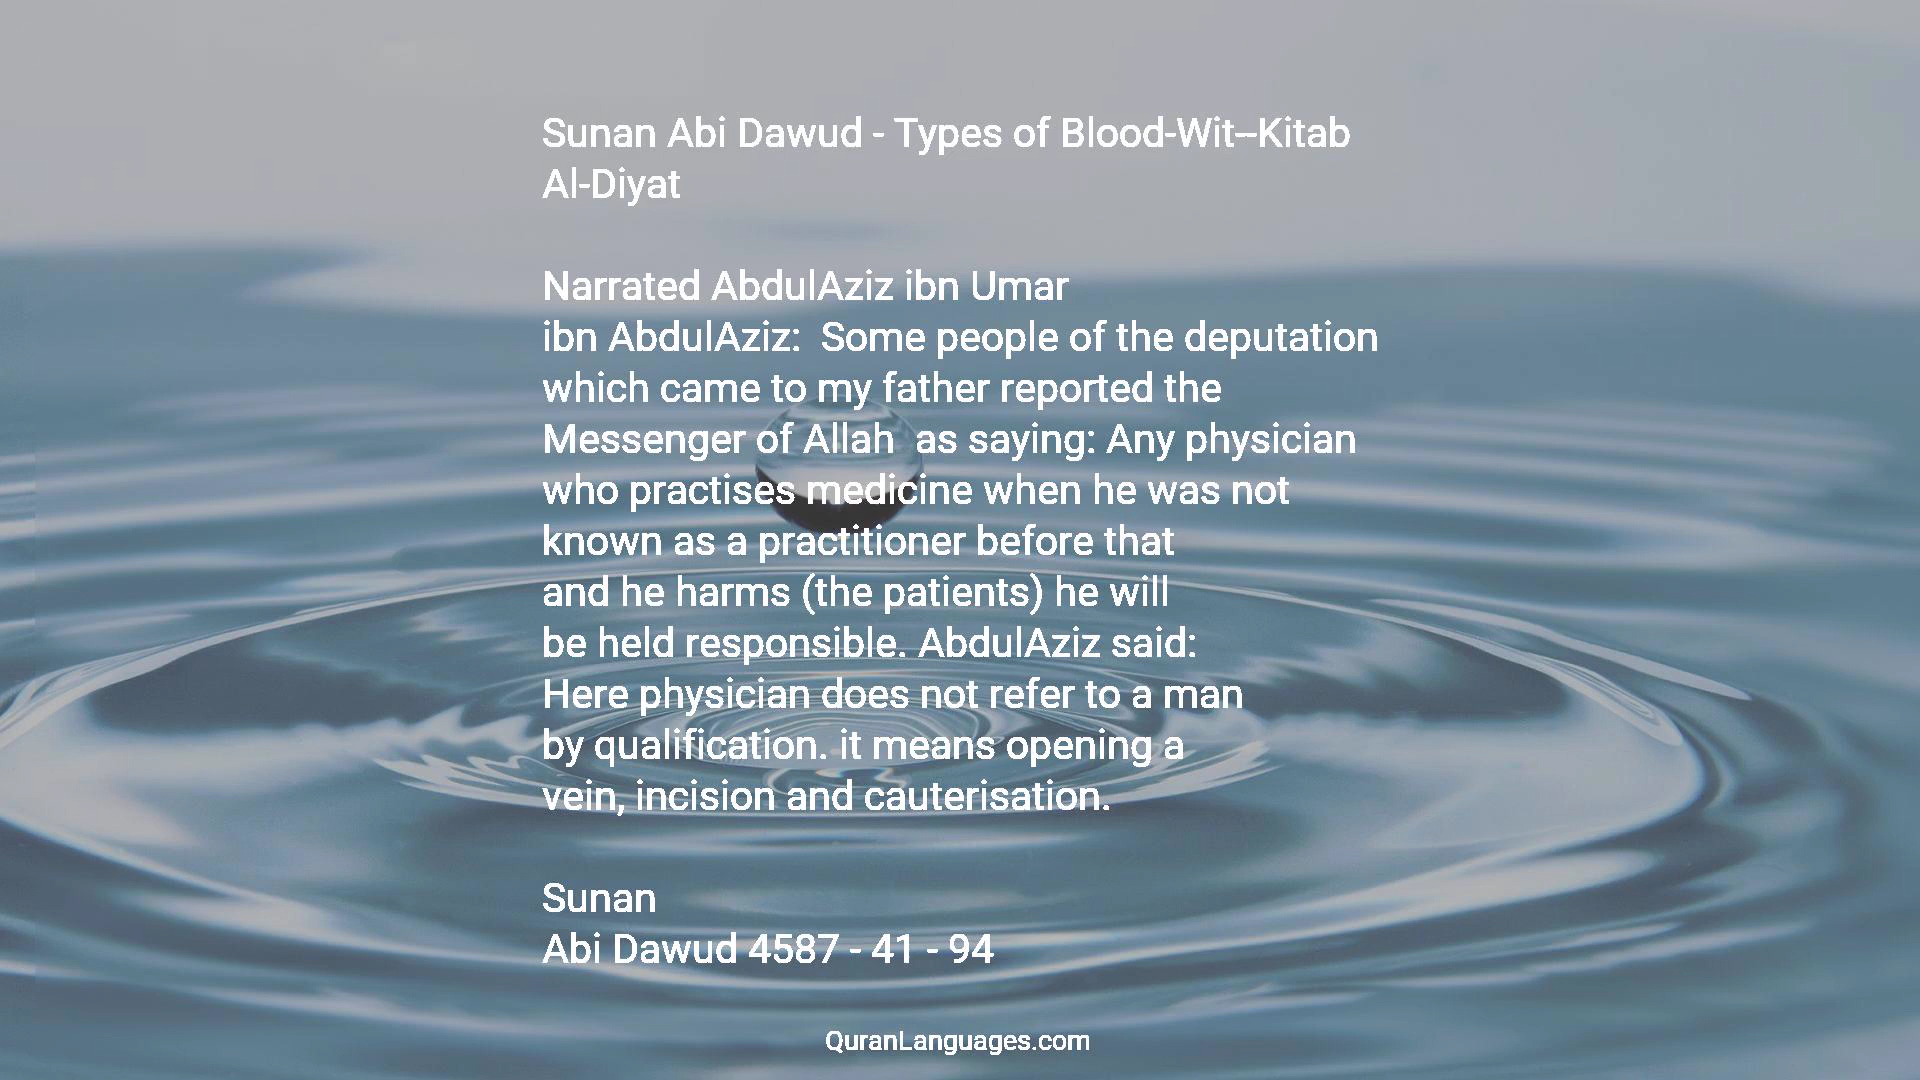 Sunan Abi Dawud - Types of Blood-Wit--Kitab
Al-Diyat
Narrated AbdulAziz ibn Umar
ibn AbdulAziz:  Some people of the deputation
which came to my father reported the
Messenger of Allah  as saying: Any physician
who practises medicine when he was not
known as a practitioner before that
and he harms (the patients) he will
be held responsible. AbdulAziz said:
Here physician does not refer to a man
by qualification. it means opening a
vein, incision and cauterisation.
Sunan
Abi Dawud 4587 - 41 - 94
QuranLanguages.com